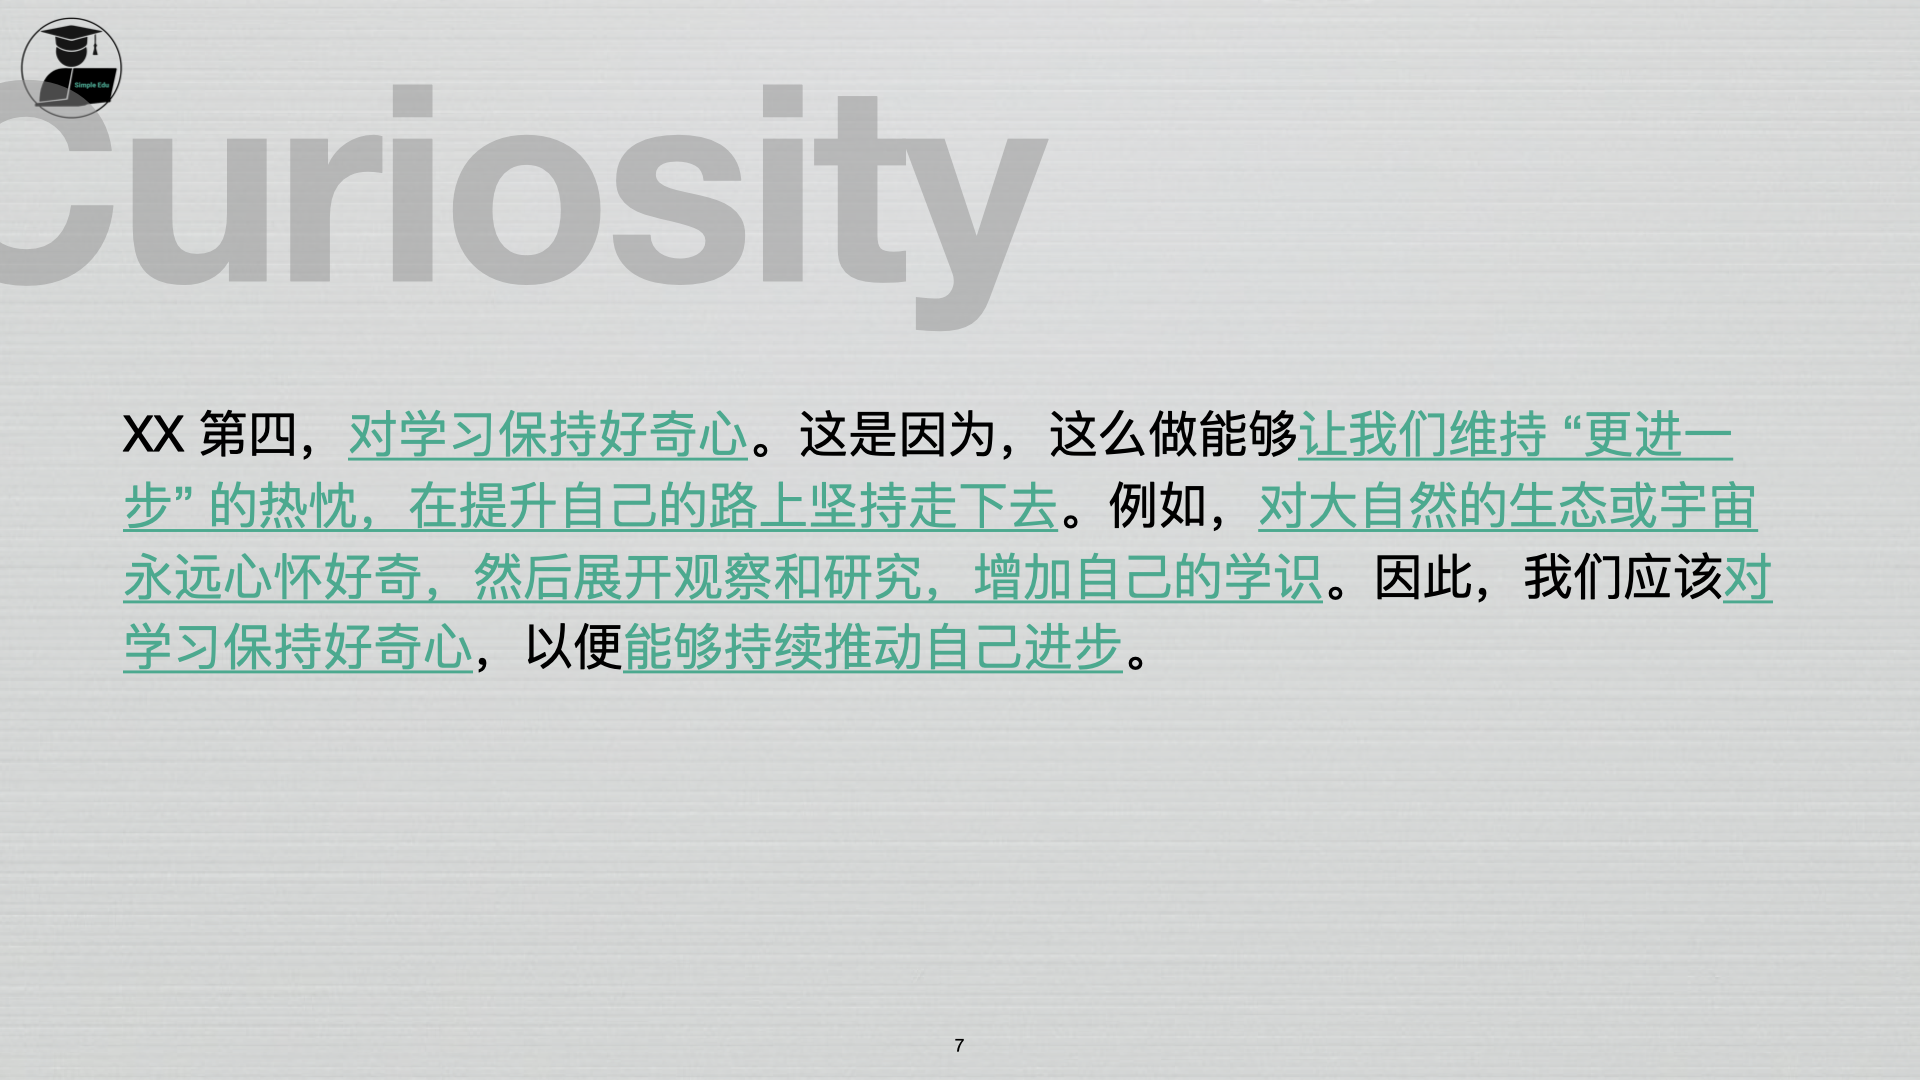 Simple Edu
Curiosity
XX 第四，对学习保持好奇心。这是因为，这么做能够让我们维持 “更进一
步” 的热忱，在提升自己的路上坚持走下去。例如，对大自然的生态或宇宙
永远心怀好奇，然后展开观察和研究，增加自己的学识。因此，我们应该对
学习保持好奇心，以便能够持续推动自己进步。
7